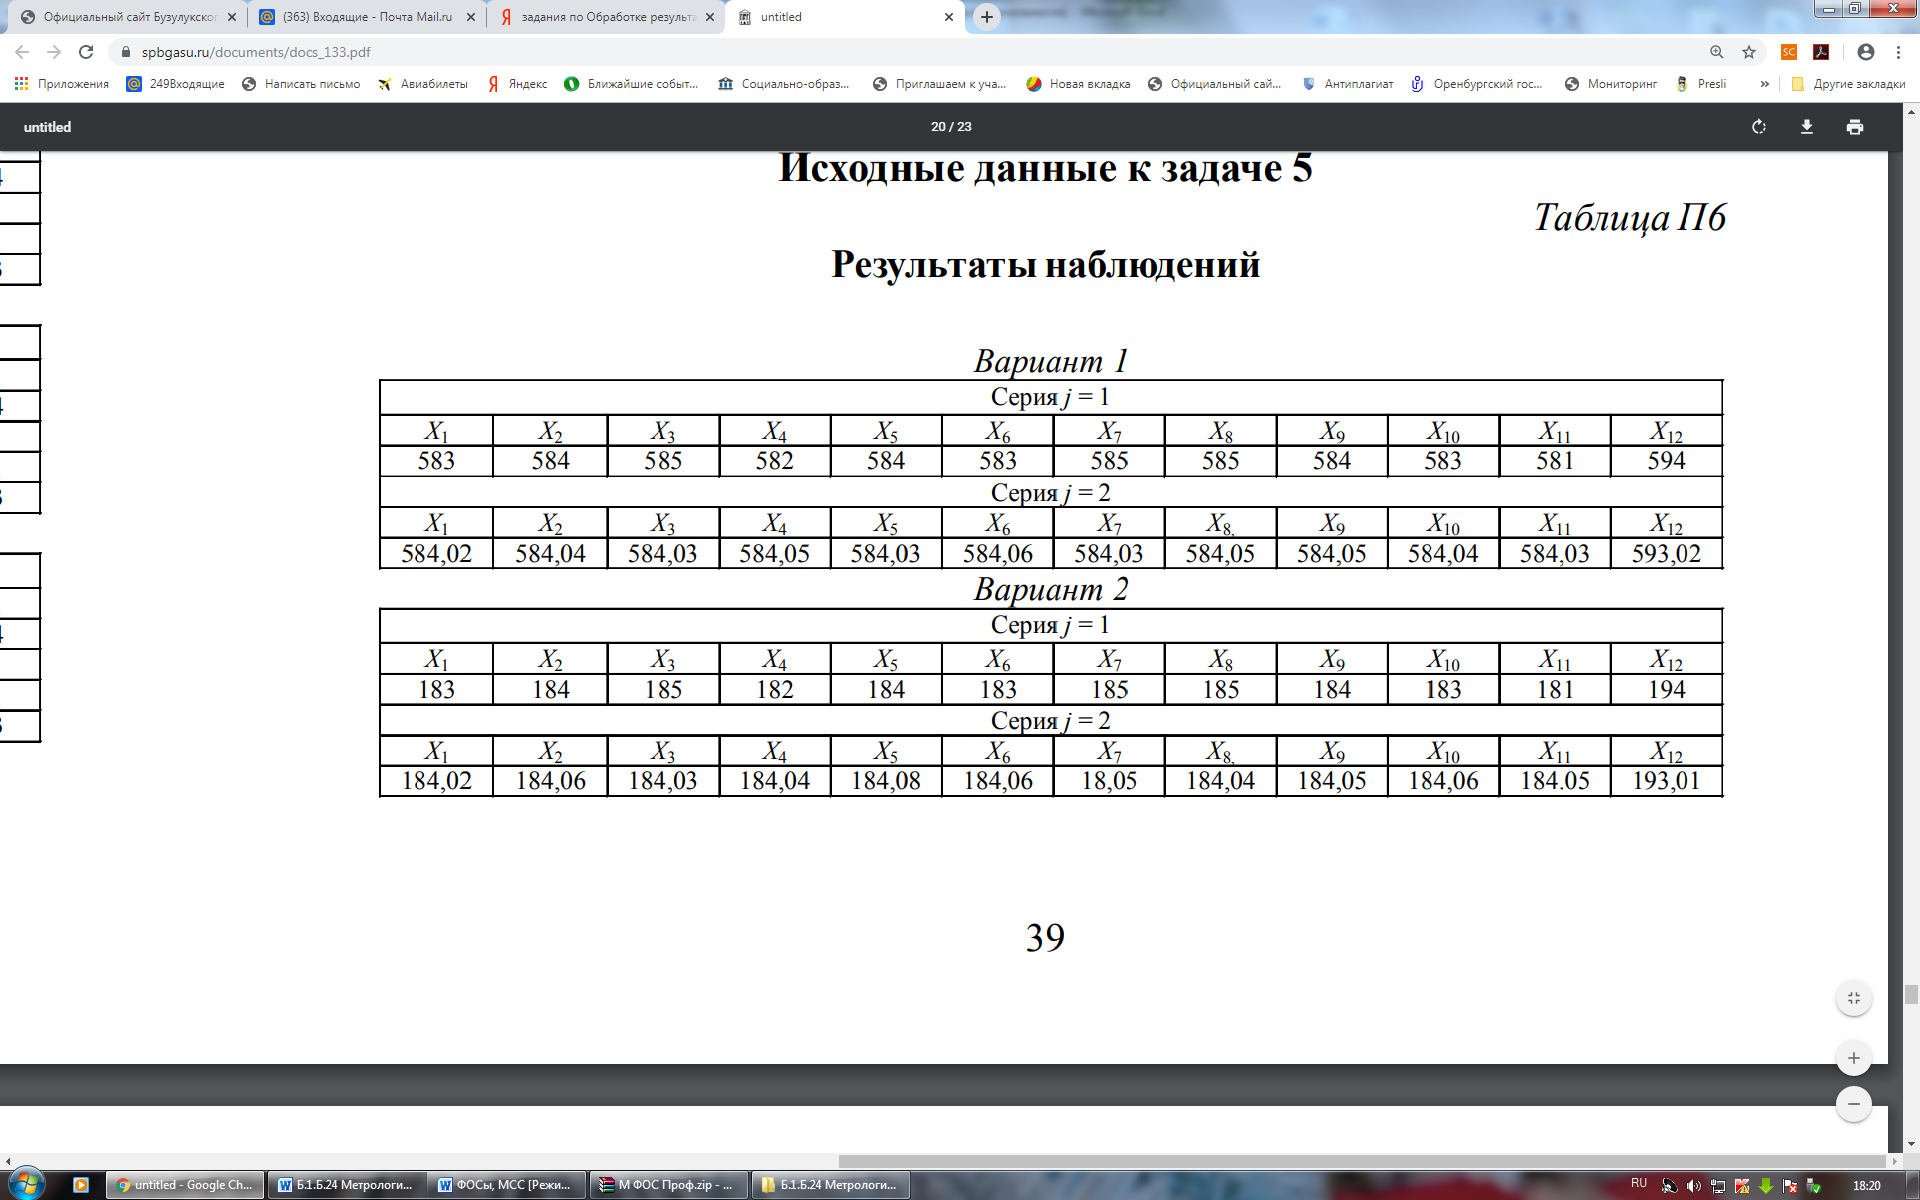 Официальный сайт Бузулукског
(363) Входящие - Почта Mail.ru
задания по Обработке результа
untitled
spbgasu.ru/documents/docs_133.pdf
Приложения 249Входящие Написать письмо Авиабилеты Яндекс Ближайшие событ... Социально-образ... Приглашаем к уча... Новая вкладка Официальный сай... Антиплагиат Оренбургский гос... Мониторинг Presli » Другие закладки
untitled 20 / 23
Исходные данные к задаче 5
Таблица П6
Результаты наблюдений
Вариант 1
Серия j = 1
X1 X2 X3 X4 X5 X6 X7 X8 X9 X10 X11 X12
583 584 585 582 584 583 585 585 584 583 581 594
Серия j = 2
X1 X2 X3 X4 X5 X6 X7 X8, X9 X10 X11 X12
584,02 584,04 584,03 584,05 584,03 584,06 584,03 584,05 584,05 584,04 584,03 593,02
Вариант 2
Серия j = 1
X1 X2 X3 X4 X5 X6 X7 X8 X9 X10 X11 X12
183 184 185 182 184 183 185 185 184 183 181 194
Серия j = 2
X1 X2 X3 X4 X5 X6 X7 X8, X9 X10 X11 X12
184,02 184,06 184,03 184,04 184,08 184,06 18,05 184,04 184,05 184,06 184.05 193,01
39
untitled - Google Ch... Б.1.Б.24 Метрологи... ФОСы, МСС [Режи... М ФОС Проф.zip - ... Б.1.Б.24 Метрологи... RU 18:20